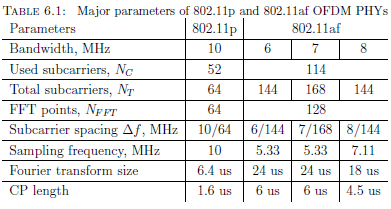 TABLE 6.1: Major parameters of 802.11p and 802.11af OFDM PHYs
Parameters 802.11p 802.11af
Bandwidth, MHz 10 6 7 8
Used subcarriers, N_C 52 114
Total subcarriers, N_T 64 144 168 144
FFT points, N_FFT 64 128
Subcarrier spacing Δf, MHz 10/64 6/144 7/168 8/144
Sampling frequency, MHz 10 5.33 5.33 7.11
Fourier transform size 6.4 us 24 us 24 us 18 us
CP length 1.6 us 6 us 6 us 4.5 us